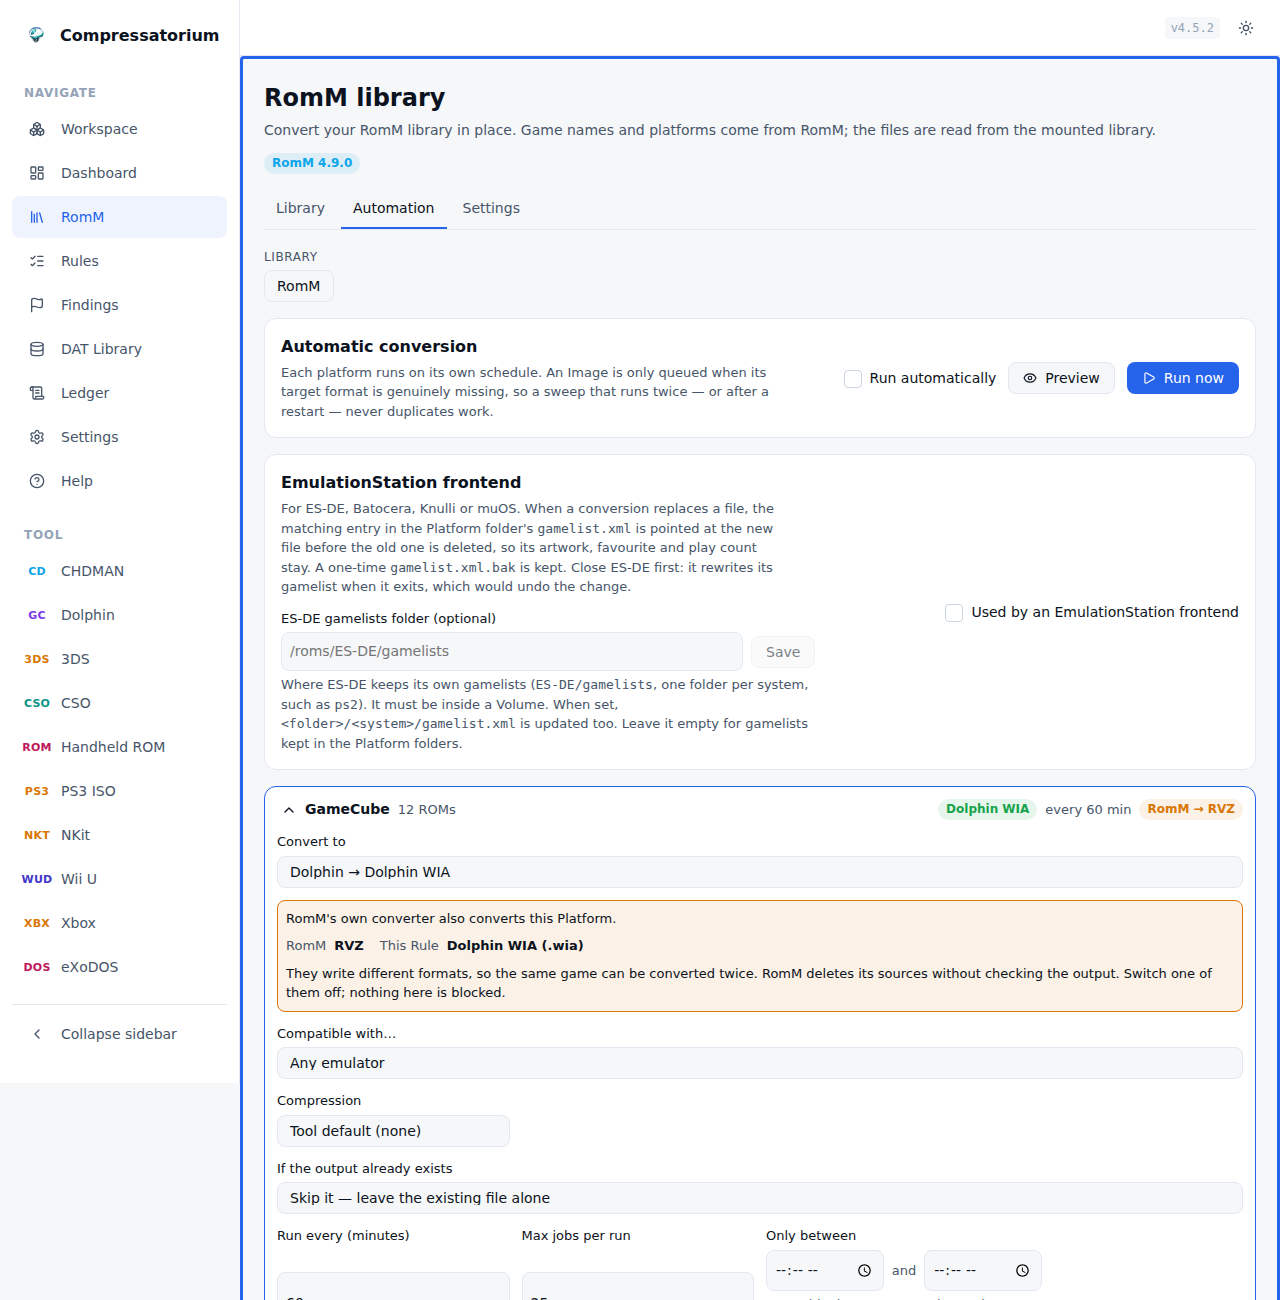 Compressatorium
v4.5.2
NAVIGATE
Workspace
Dashboard
RomM
Rules
Findings
DAT Library
Ledger
Settings
Help
TOOL
CD CHDMAN
GC Dolphin
3DS 3DS
CSO CSO
ROM Handheld ROM
PS3 PS3 ISO
NKT NKit
WUD Wii U
XBX Xbox
DOS eXoDOS
Collapse sidebar
RomM library
Convert your RomM library in place. Game names and platforms come from RomM; the files are read from the mounted library.
RomM 4.9.0
Library Automation Settings
LIBRARY
RomM
Automatic conversion
Each platform runs on its own schedule. An Image is only queued when its
target format is genuinely missing, so a sweep that runs twice — or after a
restart — never duplicates work.
Run automatically Preview Run now
EmulationStation frontend
For ES-DE, Batocera, Knulli or muOS. When a conversion replaces a file, the
matching entry in the Platform folder's gamelist.xml is pointed at the new
file before the old one is deleted, so its artwork, favourite and play count
stay. A one-time gamelist.xml.bak is kept. Close ES-DE first: it rewrites its
gamelist when it exits, which would undo the change.
ES-DE gamelists folder (optional)
/roms/ES-DE/gamelists Save
Where ES-DE keeps its own gamelists (ES-DE/gamelists, one folder per system,
such as ps2). It must be inside a Volume. When set,
<folder>/<system>/gamelist.xml is updated too. Leave it empty for gamelists
kept in the Platform folders.
Used by an EmulationStation frontend
GameCube 12 ROMs Dolphin WIA every 60 min RomM → RVZ
Convert to
Dolphin → Dolphin WIA
RomM's own converter also converts this Platform.
RomM RVZ This Rule Dolphin WIA (.wia)
They write different formats, so the same game can be converted twice. RomM deletes its sources without checking the output. Switch one of
them off; nothing here is blocked.
Compatible with…
Any emulator
Compression
Tool default (none)
If the output already exists
Skip it — leave the existing file alone
Run every (minutes) Max jobs per run Only between
--:-- -- and --:-- --